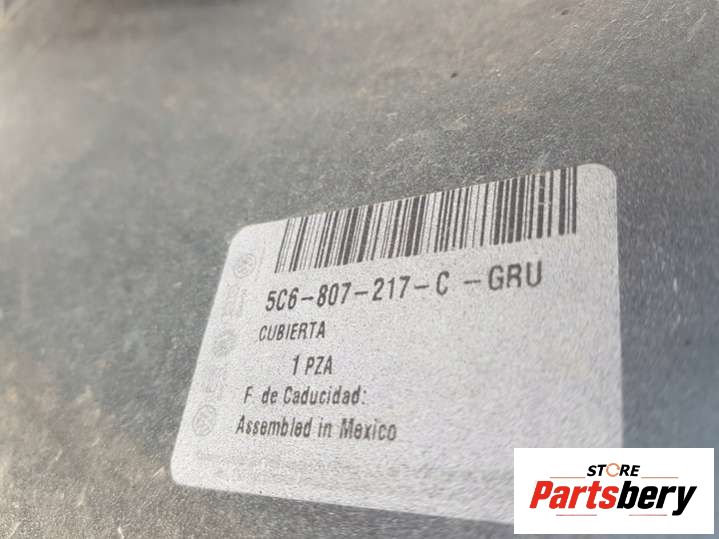 5C6-807-217-C -GRU
CUBIERTA
1 PZA
F. de Caducidad:
Assembled in Mexico
STORE
Partsbery